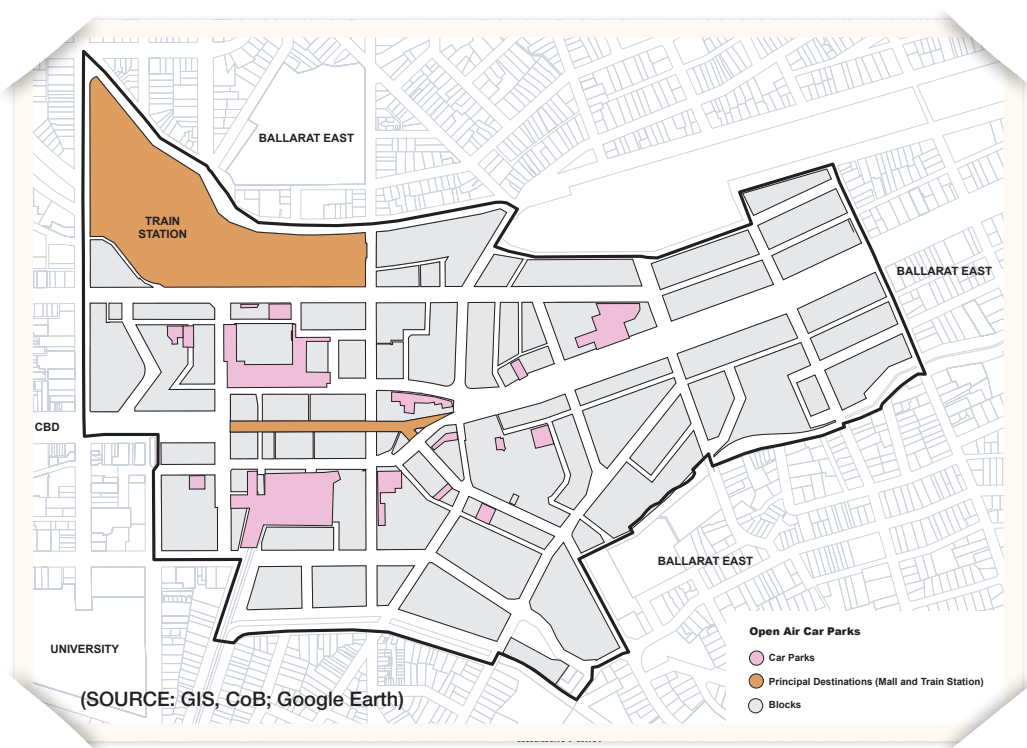 BALLARAT EAST
TRAIN
STATION
BALLARAT EAST
CBD
BALLARAT EAST
UNIVERSITY
Open Air Car Parks
Car Parks
Principal Destinations (Mall and Train Station)
Blocks
(SOURCE: GIS, CoB; Google Earth)